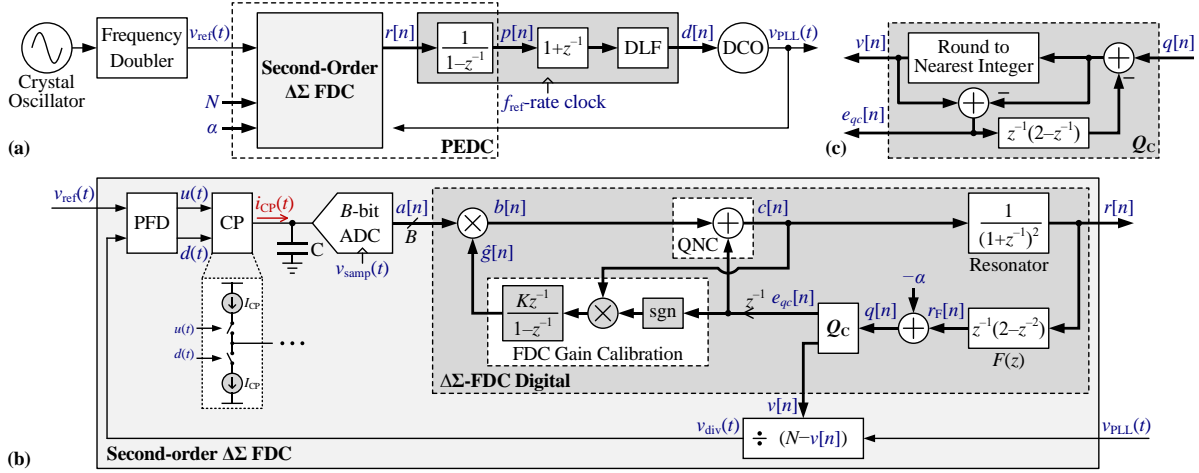 Crystal
Oscillator
Frequency
Doubler
v_ref(t)
N
α
Second-Order
ΔΣ FDC
r[n]
1
1−z⁻¹
p[n]
1+z⁻¹
DLF
d[n]
DCO
v_PLL(t)
f_ref-rate clock
PEDC
(a)
v[n]
Round to
Nearest Integer
+
q[n]
−
+
−
e_qc[n]
z⁻¹(2−z⁻¹)
Q_C
(c)
v_ref(t)
PFD
u(t)
d(t)
CP
i_CP(t)
C
B-bit
ADC
v_samp(t)
a[n]
B
×
b[n]
ĝ[n]
QNC
+
c[n]
1
(1+z⁻¹)²
Resonator
r[n]
I_CP
u(t)
d(t)
I_CP
• • •
Kz⁻¹
1−z⁻¹
×
sgn
FDC Gain Calibration
z⁻¹
e_qc[n]
Q_C
q[n]
−α
+
r_F[n]
z⁻¹(2−z⁻²)
F(z)
ΔΣ-FDC Digital
v[n]
v_div(t)
÷ (N−v[n])
v_PLL(t)
Second-order ΔΣ FDC
(b)